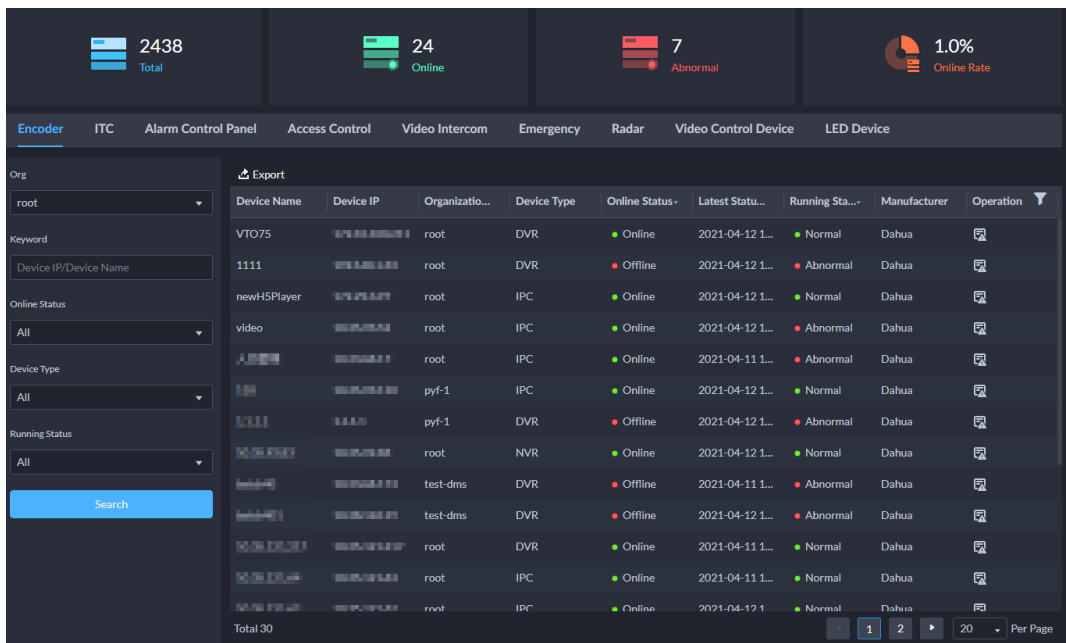 2438
Total
24
Online
7
Abnormal
1.0%
Online Rate
Encoder ITC Alarm Control Panel Access Control Video Intercom Emergency Radar Video Control Device LED Device
Org
root
Keyword
Device IP/Device Name
Online Status
All
Device Type
All
Running Status
All
Search
Export
Device Name Device IP Organizatio... Device Type Online Status Latest Statu... Running Sta... Manufacturer Operation
VTO75 root DVR Online 2021-04-12 1... Normal Dahua
1111 root DVR Offline 2021-04-12 1... Abnormal Dahua
newH5Player root IPC Online 2021-04-12 1... Normal Dahua
video root IPC Online 2021-04-12 1... Abnormal Dahua
root IPC Online 2021-04-11 1... Abnormal Dahua
pyf-1 IPC Online 2021-04-12 1... Normal Dahua
pyf-1 DVR Offline 2021-04-12 1... Abnormal Dahua
root NVR Online 2021-04-12 1... Normal Dahua
test-dms DVR Offline 2021-04-11 1... Abnormal Dahua
test-dms DVR Offline 2021-04-12 1... Abnormal Dahua
root DVR Online 2021-04-11 1... Normal Dahua
root IPC Online 2021-04-11 1... Normal Dahua
root IPC Online 2021-04-12 1 Normal Dahua
Total 30
1 2 20 Per Page